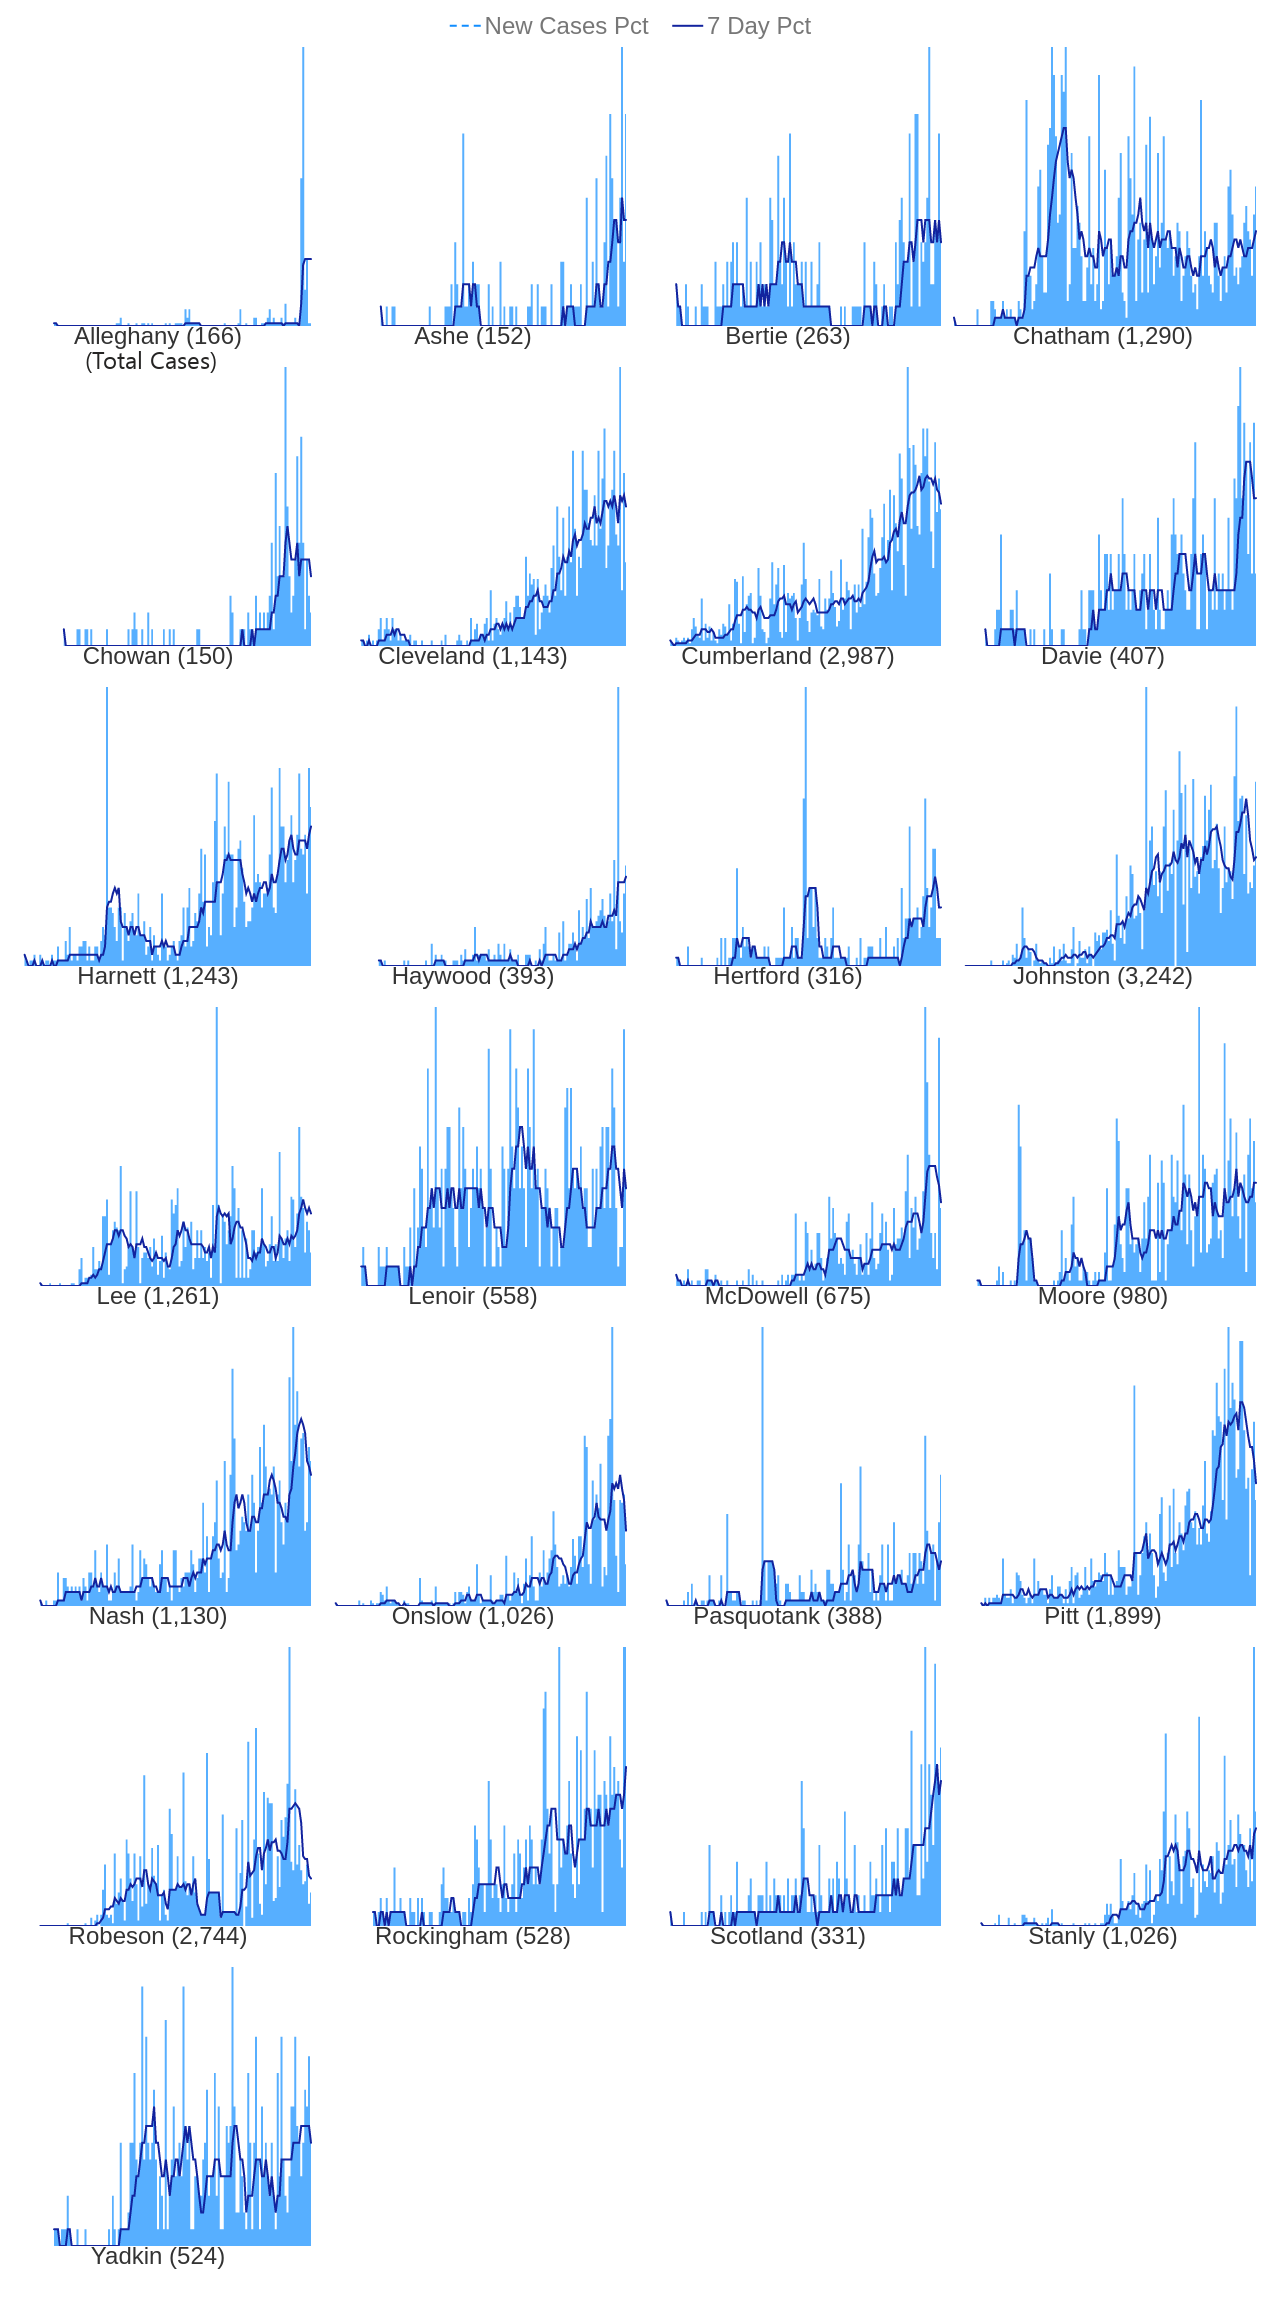 New Cases Pct 7 Day Pct
Alleghany (166) Ashe (152) Bertie (263) Chatham (1,290)
(Total Cases)
Chowan (150) Cleveland (1,143) Cumberland (2,987) Davie (407)
Harnett (1,243) Haywood (393) Hertford (316) Johnston (3,242)
Lee (1,261) Lenoir (558) McDowell (675) Moore (980)
Nash (1,130) Onslow (1,026) Pasquotank (388) Pitt (1,899)
Robeson (2,744) Rockingham (528) Scotland (331) Stanly (1,026)
Yadkin (524)